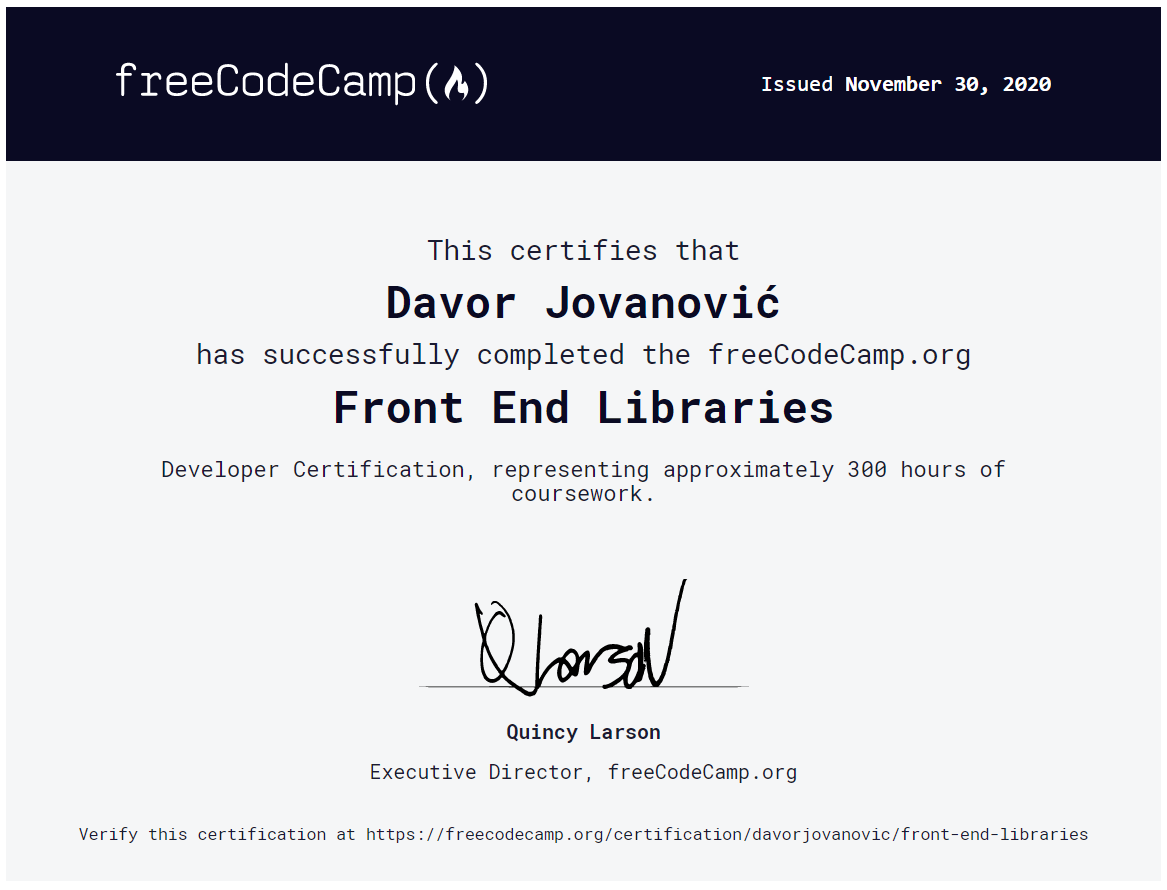 freeCodeCamp(🔥)
Issued November 30, 2020
This certifies that
Davor Jovanović
has successfully completed the freeCodeCamp.org
Front End Libraries
Developer Certification, representing approximately 300 hours of
coursework.
Q Larson
Quincy Larson
Executive Director, freeCodeCamp.org
Verify this certification at https://freecodecamp.org/certification/davorjovanovic/front-end-libraries